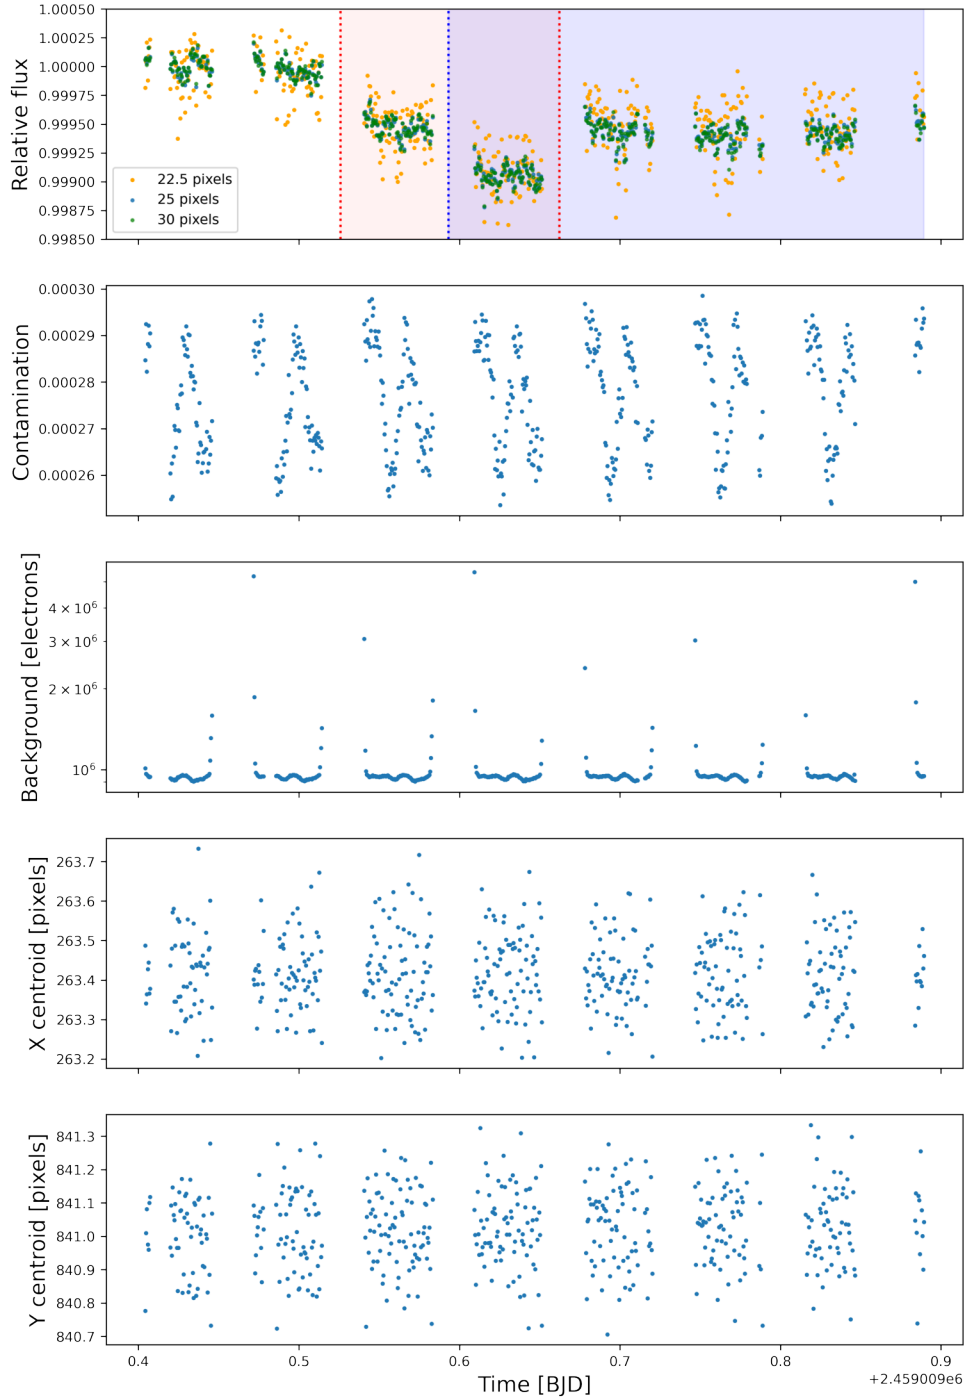 Relative flux
1.00050
1.00025
1.00000
0.99975
0.99950
0.99925
0.99900
0.99875
0.99850
22.5 pixels
25 pixels
30 pixels
Contamination
0.00030
0.00029
0.00028
0.00027
0.00026
Background [electrons]
4 × 10⁶
3 × 10⁶
2 × 10⁶
10⁶
X centroid [pixels]
263.7
263.6
263.5
263.4
263.3
263.2
Y centroid [pixels]
841.3
841.2
841.1
841.0
840.9
840.8
840.7
0.4 0.5 0.6 0.7 0.8 0.9
+2.459009e6
Time [BJD]